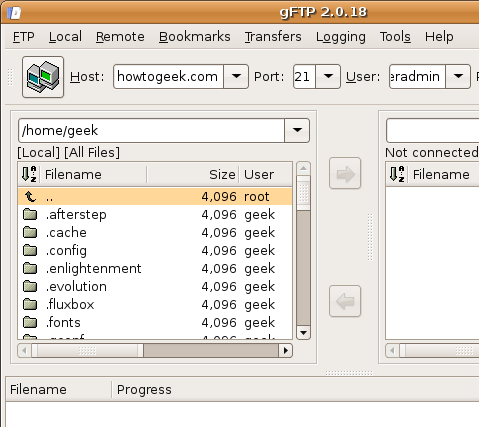 gFTP 2.0.18
FTP Local Remote Bookmarks Transfers Logging Tools Help
Host: howtogeek.com Port: 21 User: eradmin
/home/geek
[Local] [All Files]
Not connected
Filename Size User
Filename
.. 4,096 root
.afterstep 4,096 geek
.cache 4,096 geek
.config 4,096 geek
.enlightenment 4,096 geek
.evolution 4,096 geek
.fluxbox 4,096 geek
.fonts 4,096 geek
.gconf 4,096 geek
Filename Progress